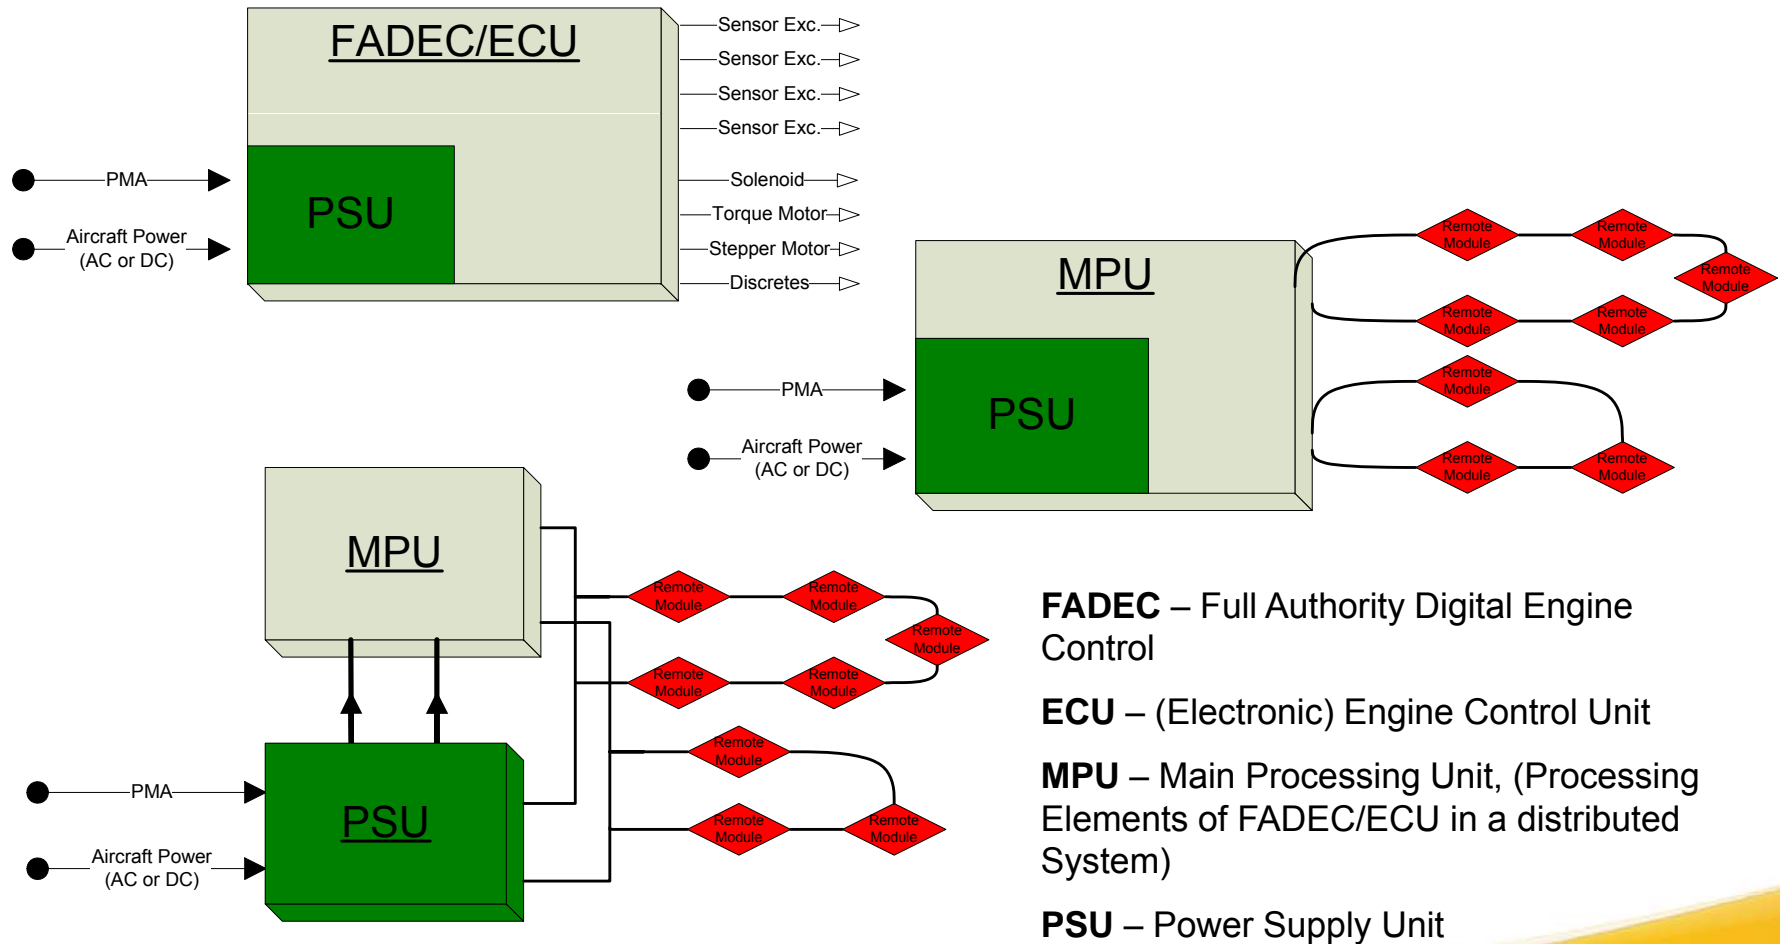 FADEC/ECU
Sensor Exc.
Sensor Exc.
Sensor Exc.
Sensor Exc.
PMA
PSU
Solenoid
Torque Motor
Aircraft Power
(AC or DC)
Stepper Motor
Discretes
MPU
Remote
Module
Remote
Module
Remote
Module
Remote
Module
Remote
Module
PMA
PSU
Aircraft Power
(AC or DC)
Remote
Module
Remote
Module
Remote
Module
MPU
Remote
Module
Remote
Module
Remote
Module
Remote
Module
Remote
Module
PMA
PSU
Aircraft Power
(AC or DC)
Remote
Module
Remote
Module
Remote
Module
FADEC – Full Authority Digital Engine
Control
ECU – (Electronic) Engine Control Unit
MPU – Main Processing Unit, (Processing
Elements of FADEC/ECU in a distributed
System)
PSU – Power Supply Unit